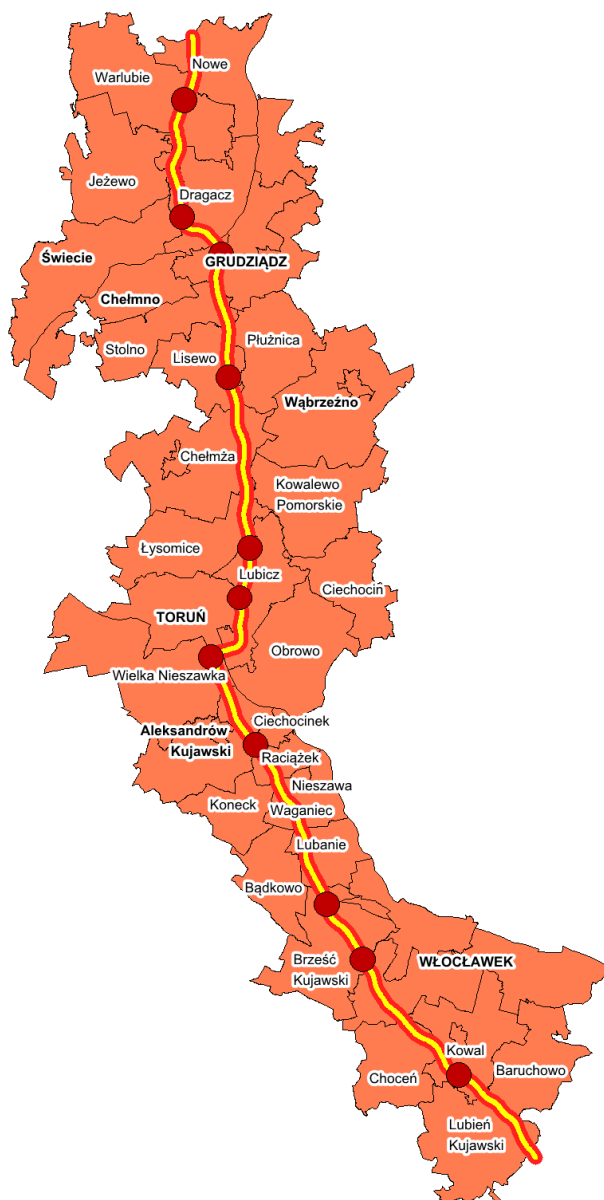 Nowe
Warlubie
Jeżewo
Dragacz
Świecie
GRUDZIĄDZ
Chełmno
Płużnica
Stolno
Lisewo
Wąbrzeźno
Chełmża
Kowalewo
Pomorskie
Łysomice
Lubicz
Ciechociń
TORUŃ
Obrowo
Wielka Nieszawka
Ciechocinek
Aleksandrów
Kujawski
Raciążek
Nieszawa
Koneck
Waganiec
Lubanie
Bądkowo
Brześć
Kujawski
WŁOCŁAWEK
Kowal
Choceń
Baruchowo
Lubień
Kujawski